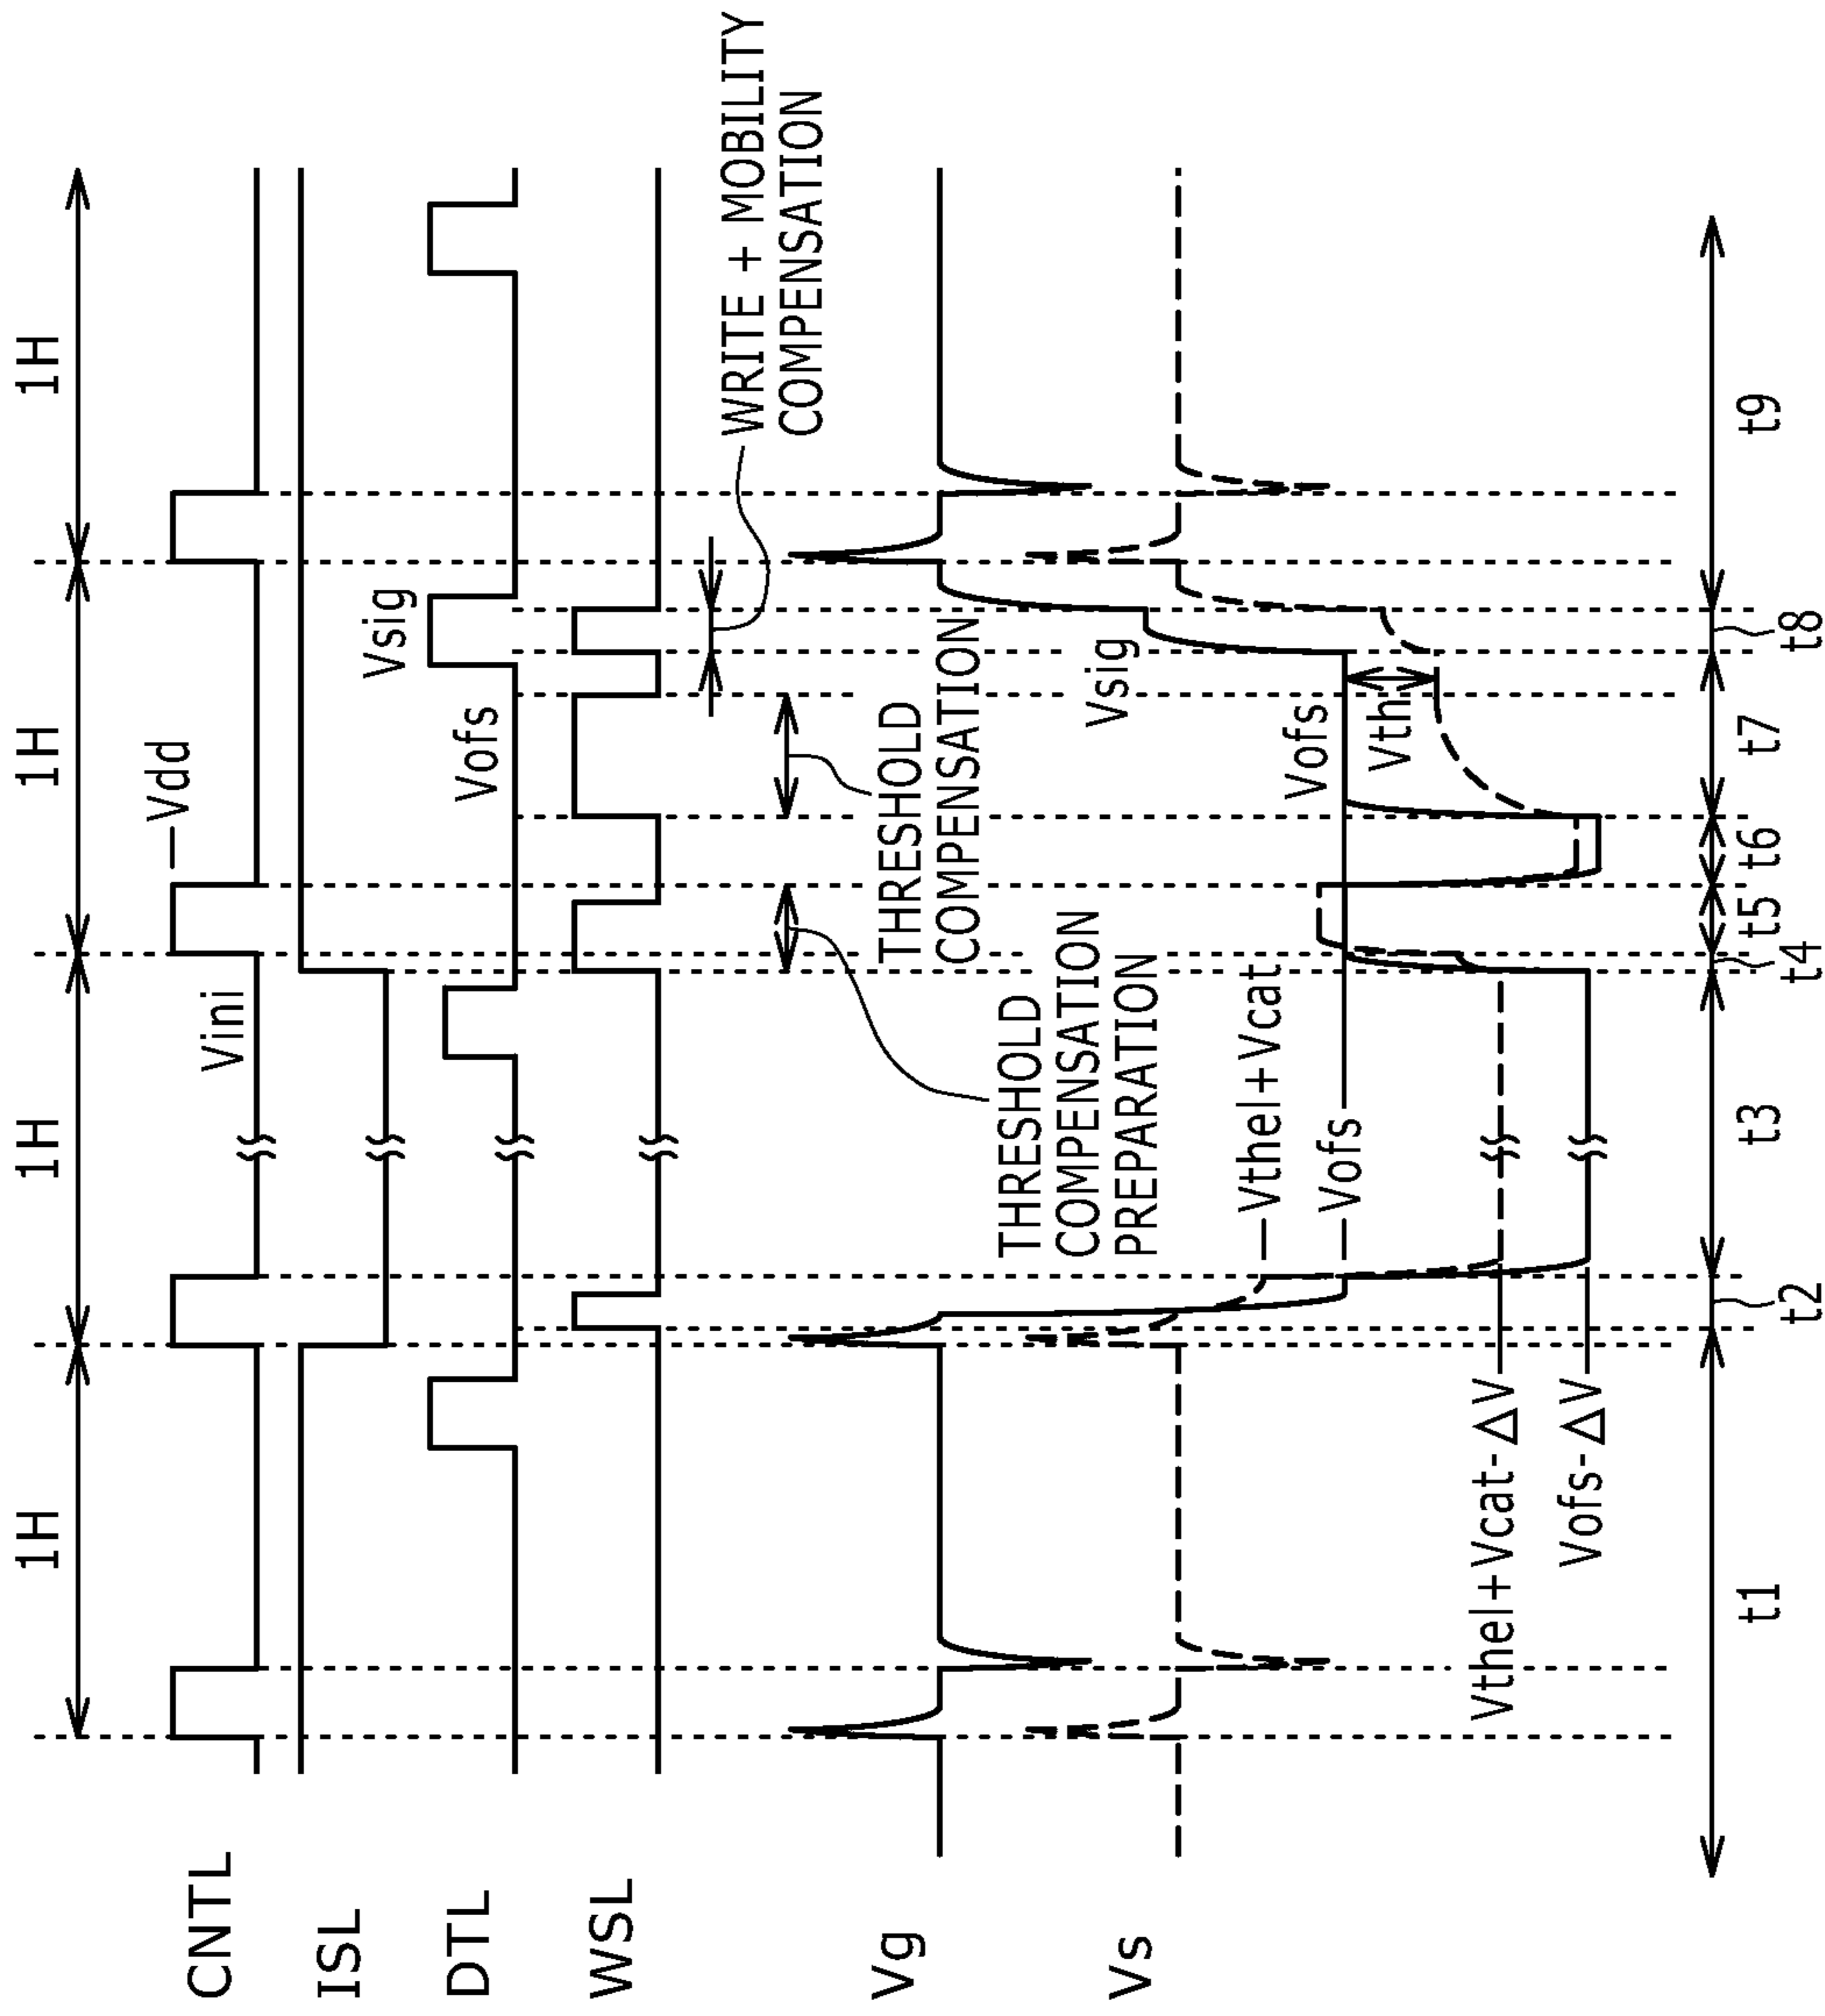 1H
1H
1H
1H
CNTL
Vdd
Vini
ISL
DTL
Vsig
Vofs
WSL
WRITE + MOBILITY
COMPENSATION
THRESHOLD
COMPENSATION
THRESHOLD
COMPENSATION
PREPARATION
Vg
Vs
Vsig
Vthel+Vcat
Vofs
Vofs
Vth
Vthel+Vcat-ΔV
Vofs-ΔV
t1
t2
t3
t4
t5
t6
t7
t8
t9